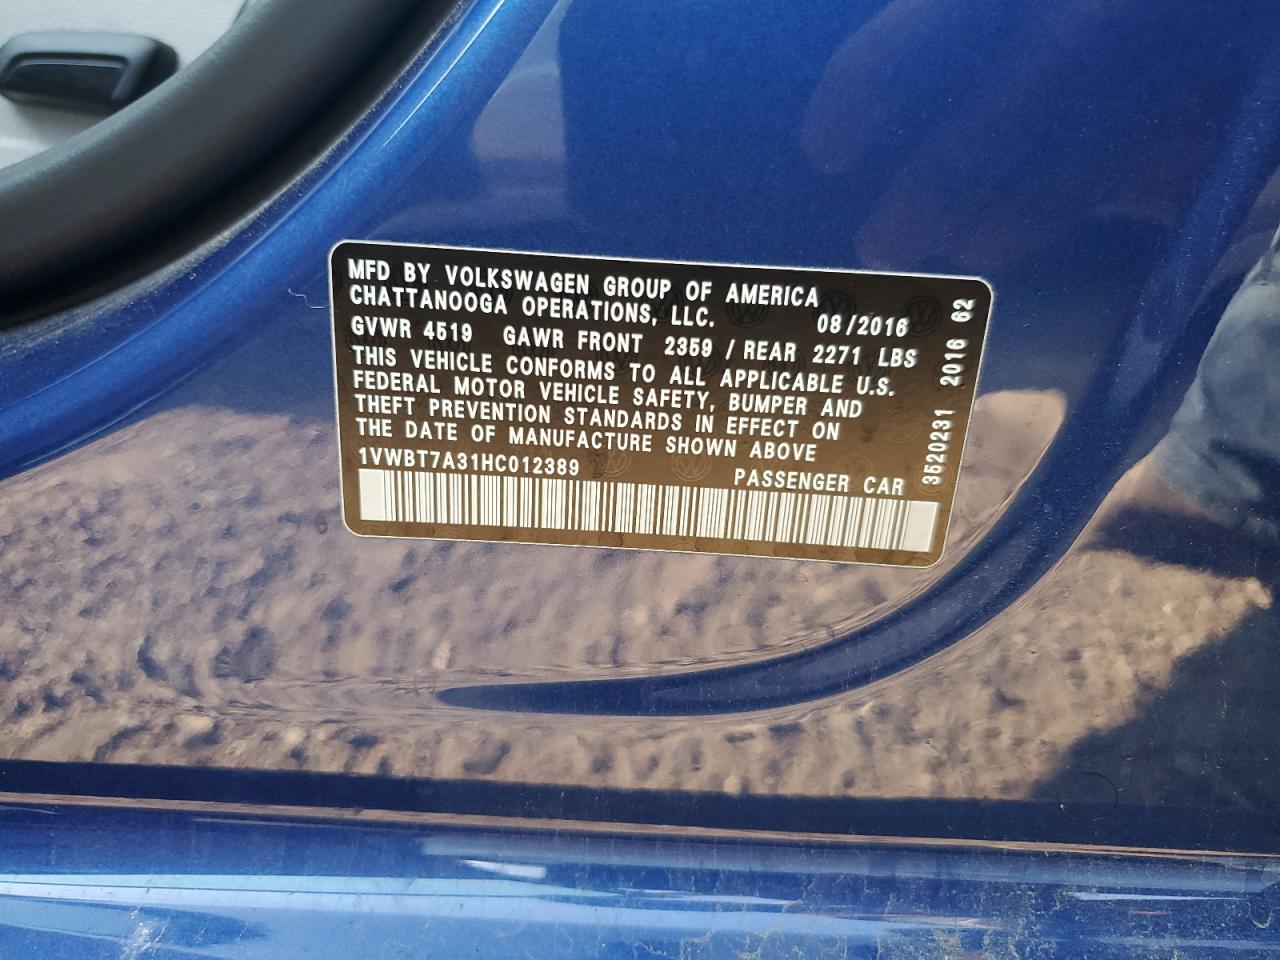 MFD BY VOLKSWAGEN GROUP OF AMERICA
CHATTANOOGA OPERATIONS, LLC. 08/2016
GVWR 4519 GAWR FRONT 2359 / REAR 2271 LBS
THIS VEHICLE CONFORMS TO ALL APPLICABLE U.S.
FEDERAL MOTOR VEHICLE SAFETY, BUMPER AND
THEFT PREVENTION STANDARDS IN EFFECT ON
THE DATE OF MANUFACTURE SHOWN ABOVE
1VWBT7A31HC012389 PASSENGER CAR
3520231 2016 62